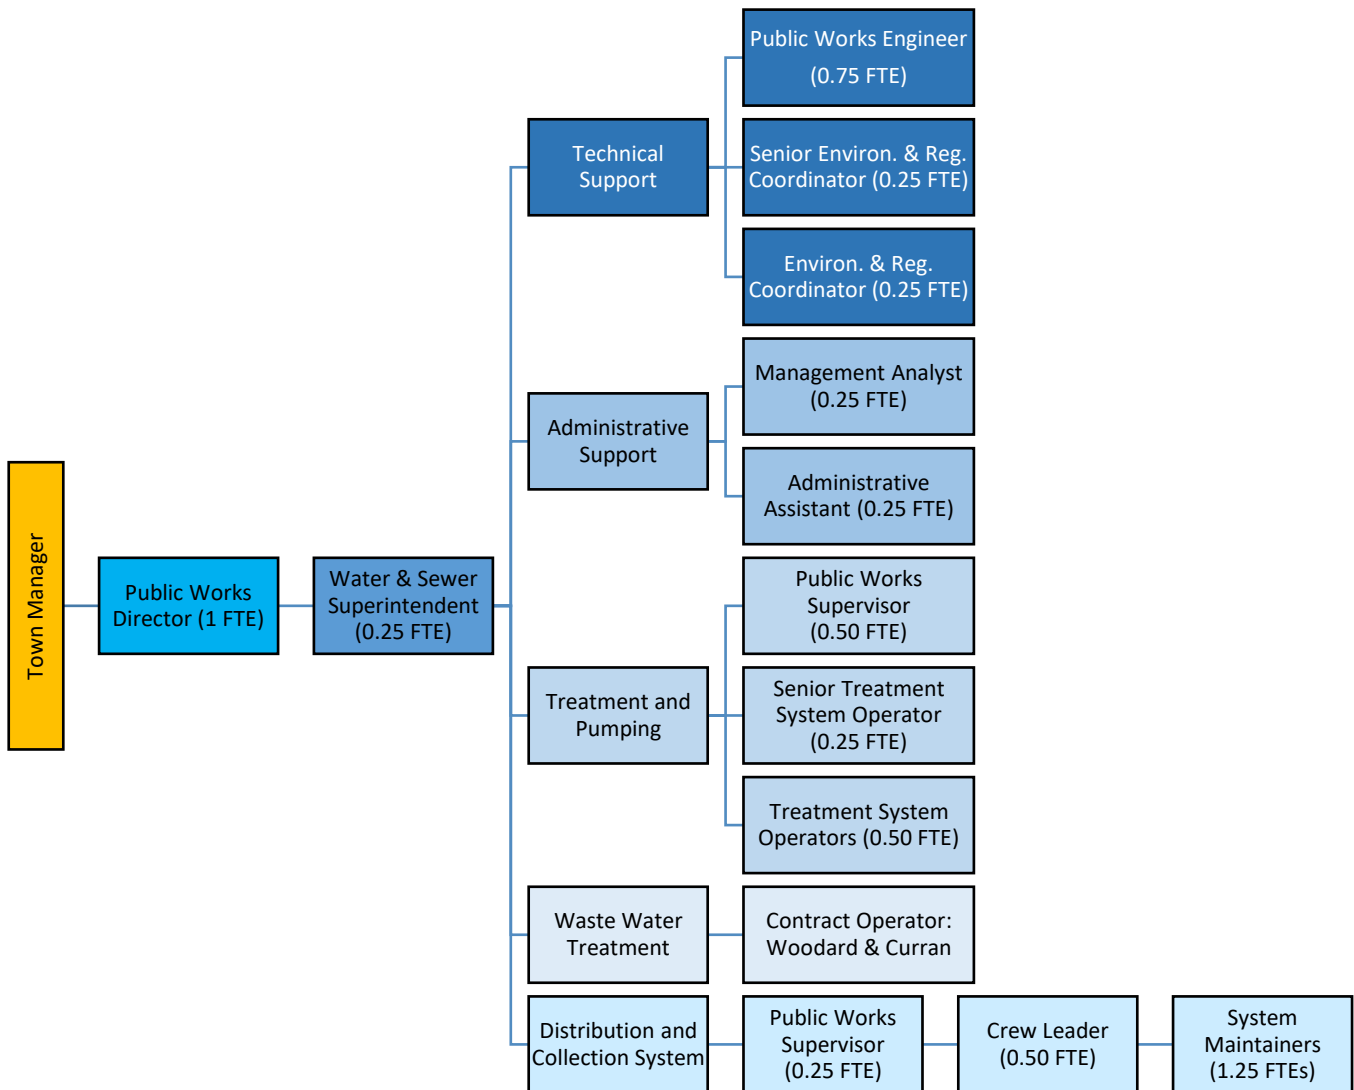 Town Manager
Public Works
Director (1 FTE)
Water & Sewer
Superintendent
(0.25 FTE)
Technical
Support
Public Works Engineer
(0.75 FTE)
Senior Environ. & Reg.
Coordinator (0.25 FTE)
Environ. & Reg.
Coordinator (0.25 FTE)
Administrative
Support
Management Analyst
(0.25 FTE)
Administrative
Assistant (0.25 FTE)
Treatment and
Pumping
Public Works
Supervisor
(0.50 FTE)
Senior Treatment
System Operator
(0.25 FTE)
Treatment System
Operators (0.50 FTE)
Waste Water
Treatment
Contract Operator:
Woodard & Curran
Distribution and
Collection System
Public Works
Supervisor
(0.25 FTE)
Crew Leader
(0.50 FTE)
System
Maintainers
(1.25 FTEs)